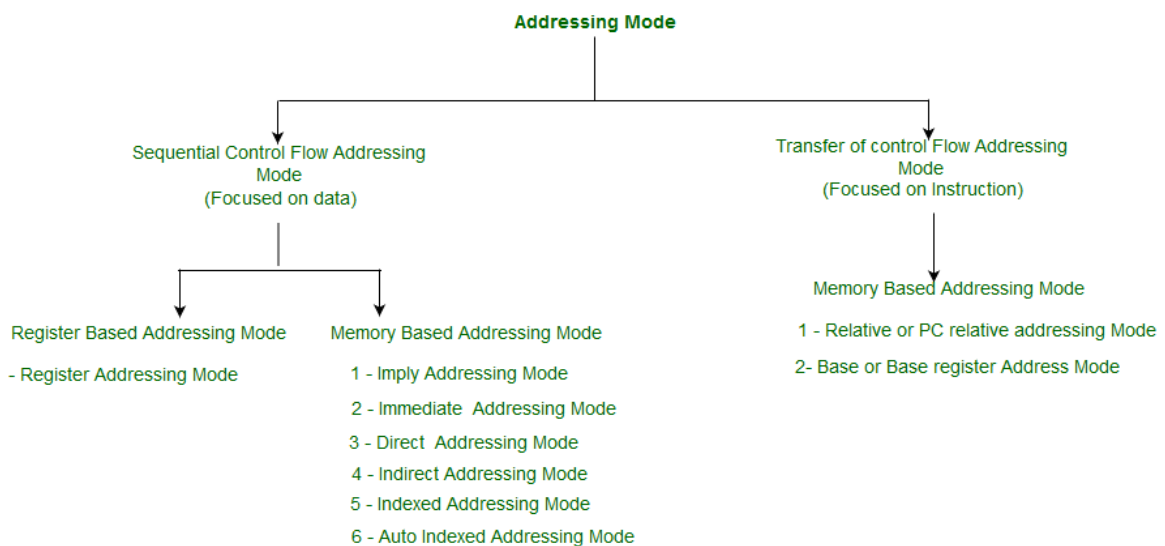 Addressing Mode
Sequential Control Flow Addressing
Mode
(Focused on data)
Transfer of control Flow Addressing
Mode
(Focused on Instruction)
Register Based Addressing Mode
- Register Addressing Mode
Memory Based Addressing Mode
1 - Imply Addressing Mode
2 - Immediate Addressing Mode
3 - Direct Addressing Mode
4 - Indirect Addressing Mode
5 - Indexed Addressing Mode
6 - Auto Indexed Addressing Mode
Memory Based Addressing Mode
1 - Relative or PC relative addressing Mode
2- Base or Base register Address Mode